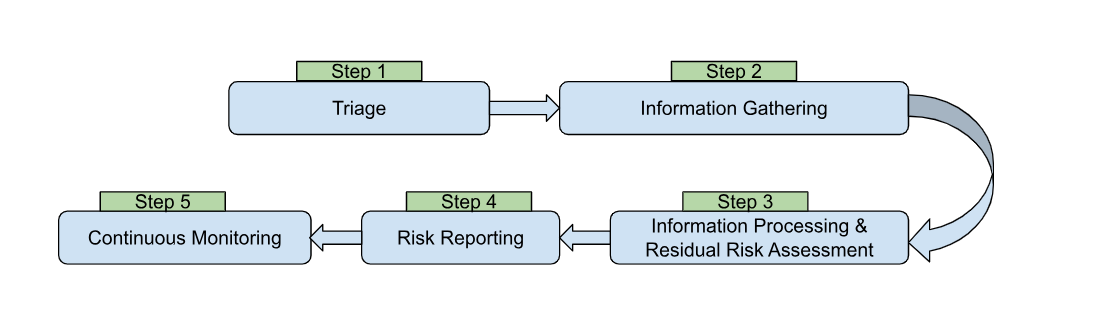 Step 1
Triage
Step 2
Information Gathering
Step 3
Information Processing &
Residual Risk Assessment
Step 4
Risk Reporting
Step 5
Continuous Monitoring